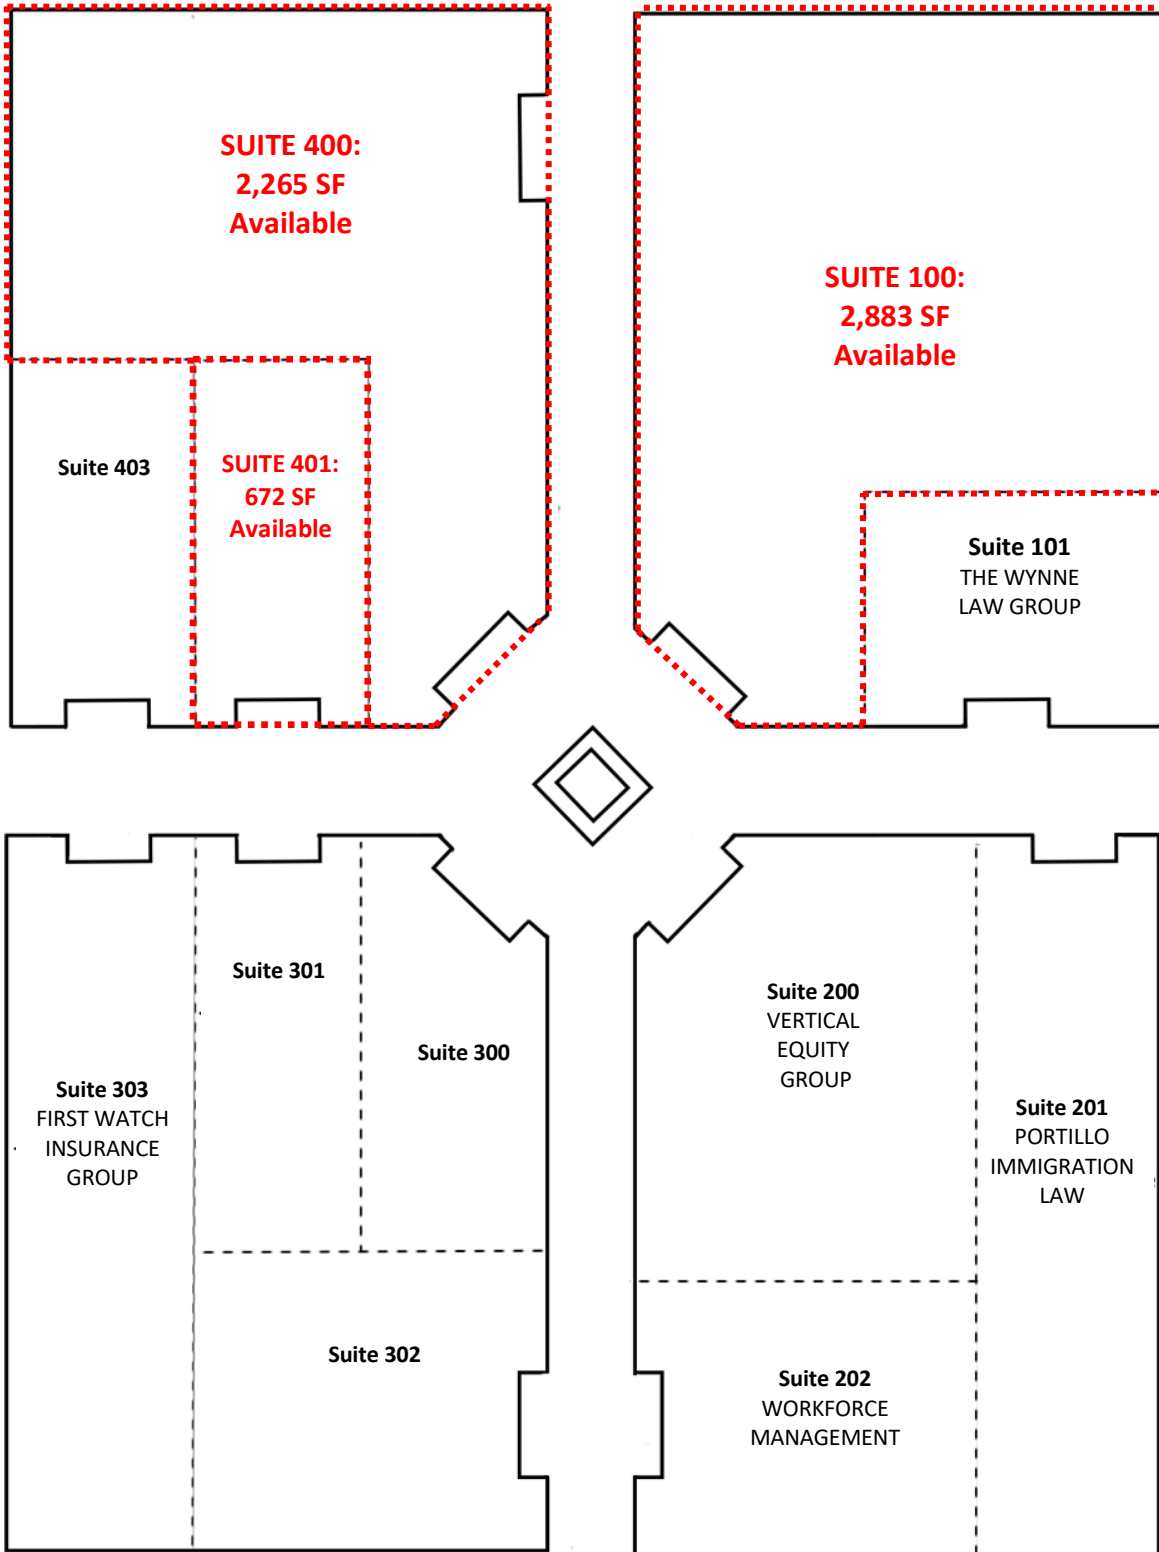 SUITE 400:
2,265 SF
Available
SUITE 100:
2,883 SF
Available
Suite 403
SUITE 401:
672 SF
Available
Suite 101
THE WYNNE
LAW GROUP
Suite 301
Suite 300
Suite 303
FIRST WATCH
INSURANCE
GROUP
Suite 302
Suite 200
VERTICAL
EQUITY
GROUP
Suite 201
PORTILLO
IMMIGRATION
LAW
Suite 202
WORKFORCE
MANAGEMENT